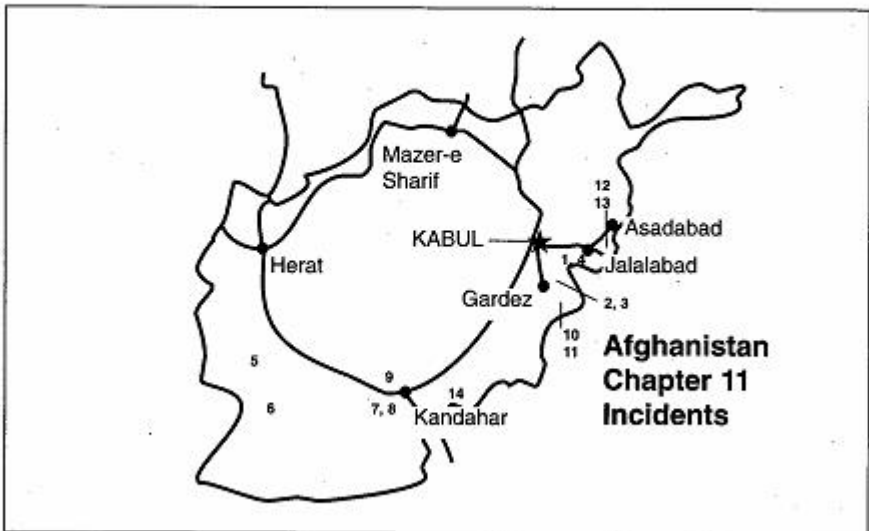 Mazer-e
Sharif
12
13
KABUL
Asadabad
1, 4
Jalalabad
Herat
Gardez
2, 3
10
11
Afghanistan
Chapter 11
Incidents
5
9
14
6
7, 8
Kandahar